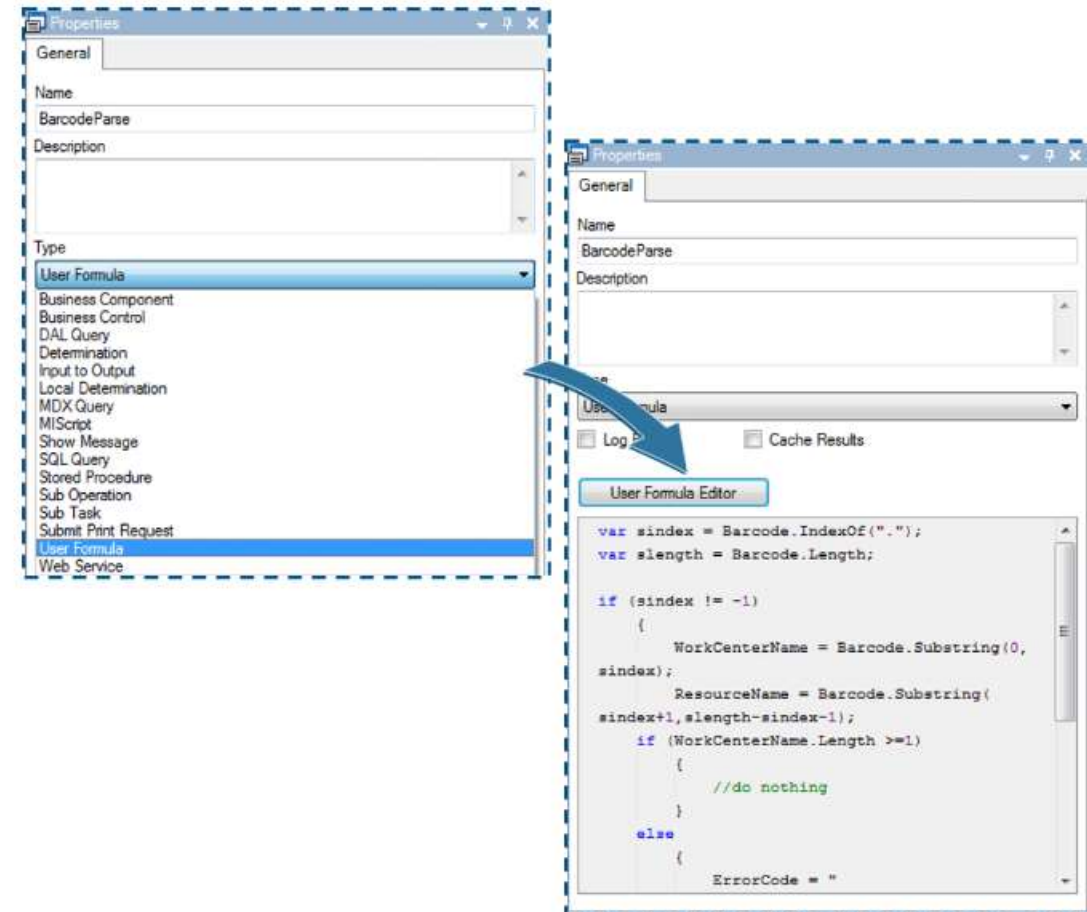 Properties
General
Name
BarcodeParse
Description
Type
User Formula
Business Component
Business Control
DAL Query
Determination
Input to Output
Local Determination
MDX Query
MIScript
Show Message
SQL Query
Stored Procedure
Sub Operation
Sub Task
Submit Print Request
User Formula
Web Service
Properties
General
Name
BarcodeParse
Description
Log
Cache Results
User Formula Editor
var sindex = Barcode.IndexOf(".");
var slength = Barcode.Length;
if (sindex != -1)
{
WorkCenterName = Barcode.Substring(0,
sindex);
ResourceName = Barcode.Substring(
sindex+1,slength-sindex-1);
if (WorkCenterName.Length >=1)
{
//do nothing
}
else
{
ErrorCode = "